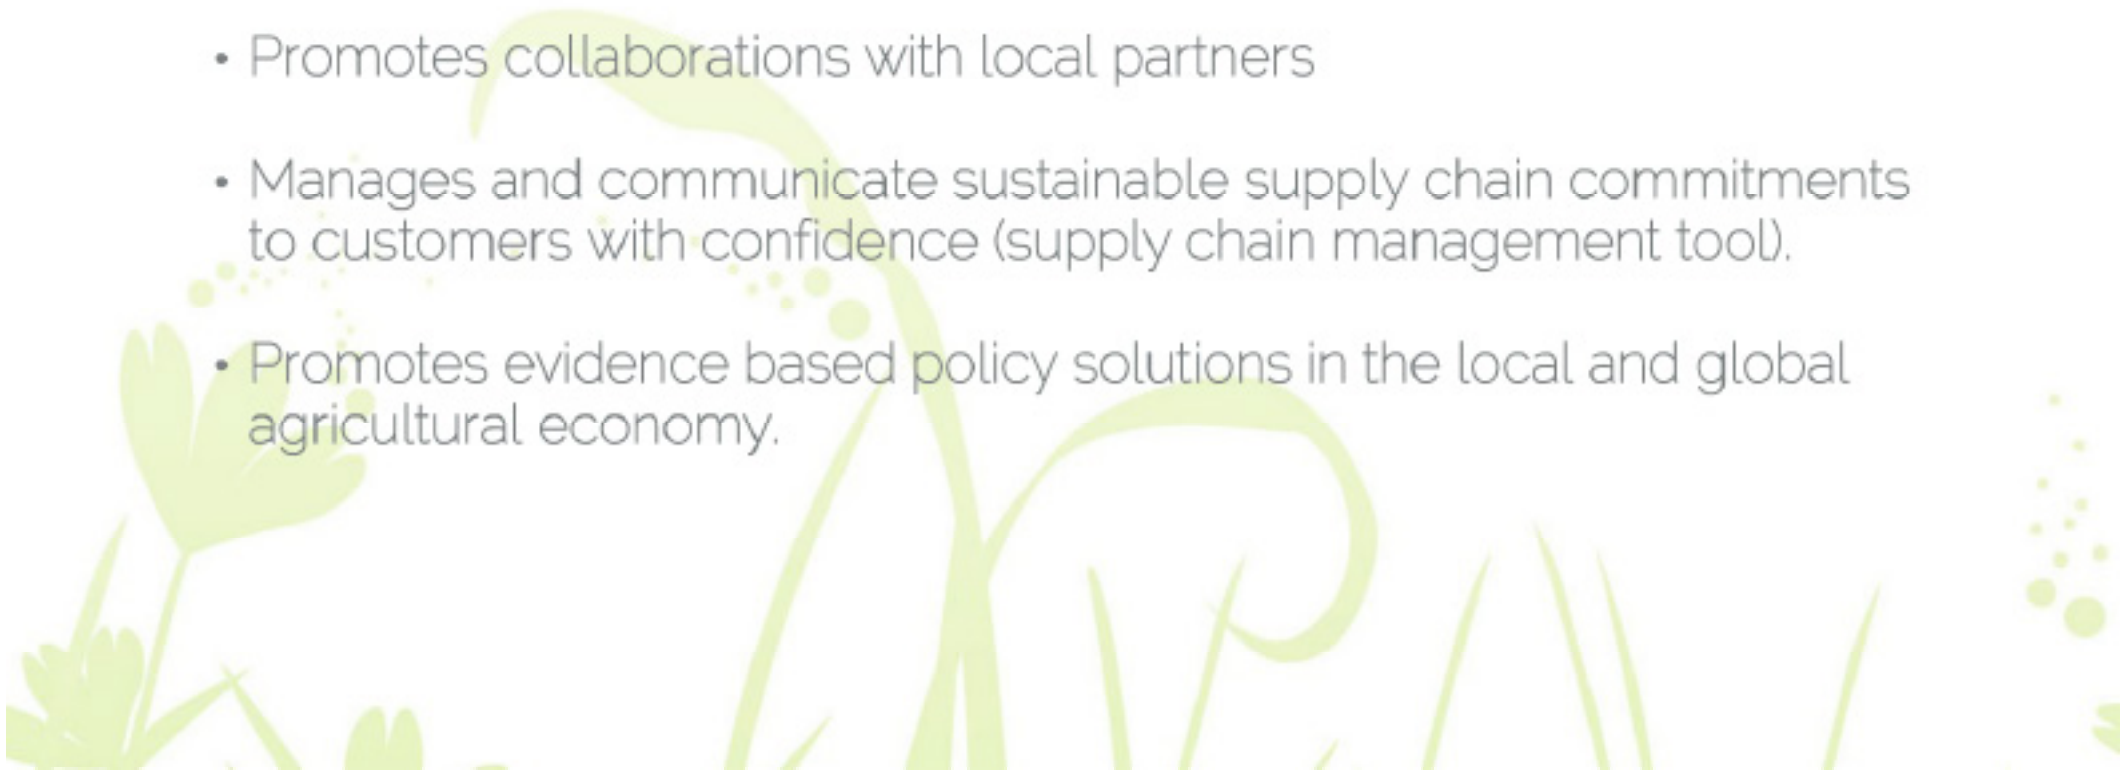 • Promotes collaborations with local partners
• Manages and communicate sustainable supply chain commitments
to customers with confidence (supply chain management tool).
• Promotes evidence based policy solutions in the local and global
agricultural economy.